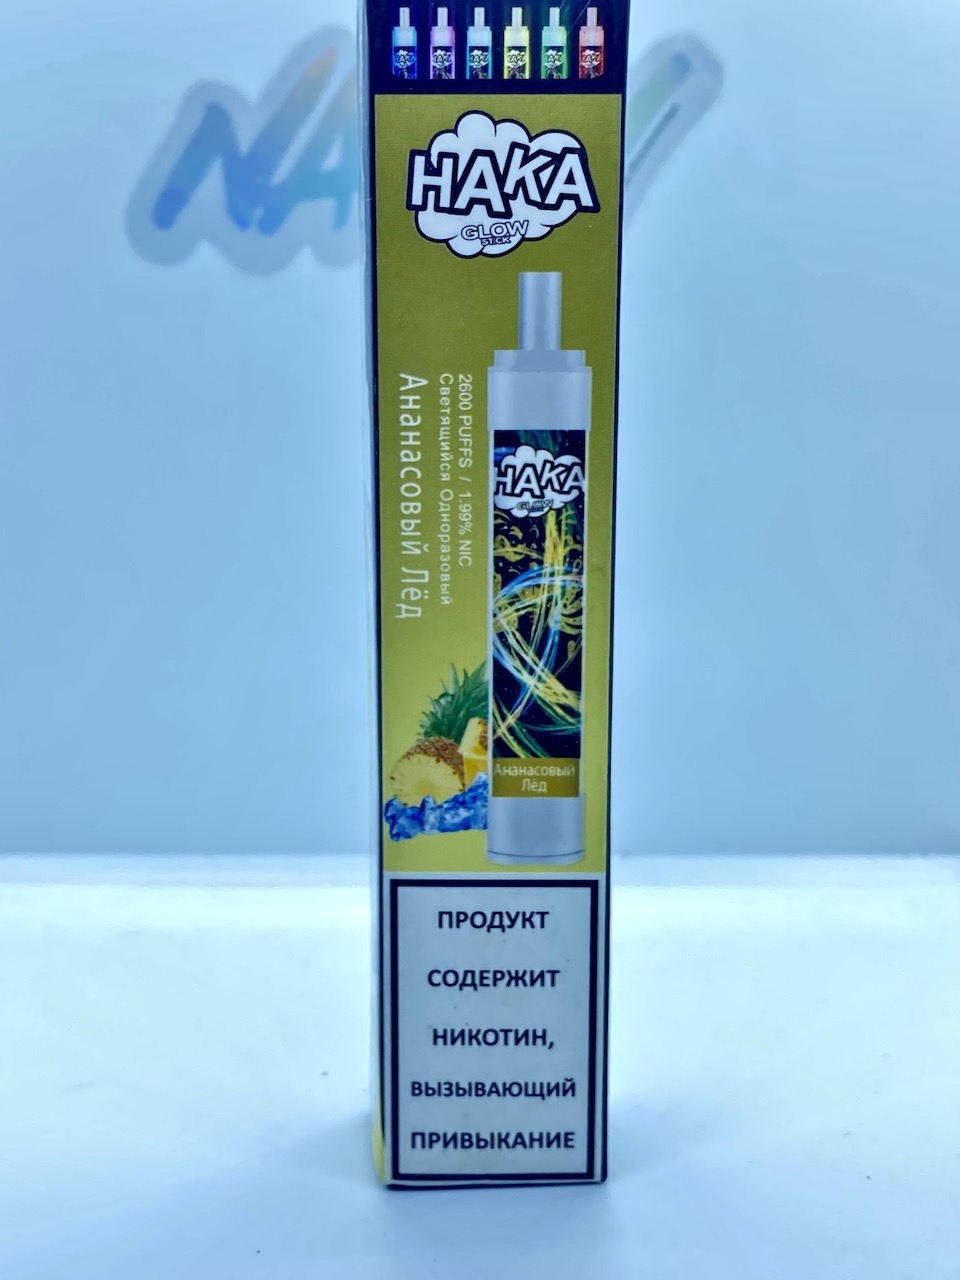 HAKA
GLOW
STICK
2600 PUFFS / 1.99% NIC
Светящийся Одноразовый
Ананасовый Лёд
HAKA
GLOW
Ананасовый
Лёд
ПРОДУКТ
СОДЕРЖИТ
НИКОТИН,
ВЫЗЫВАЮЩИЙ
ПРИВЫКАНИЕ